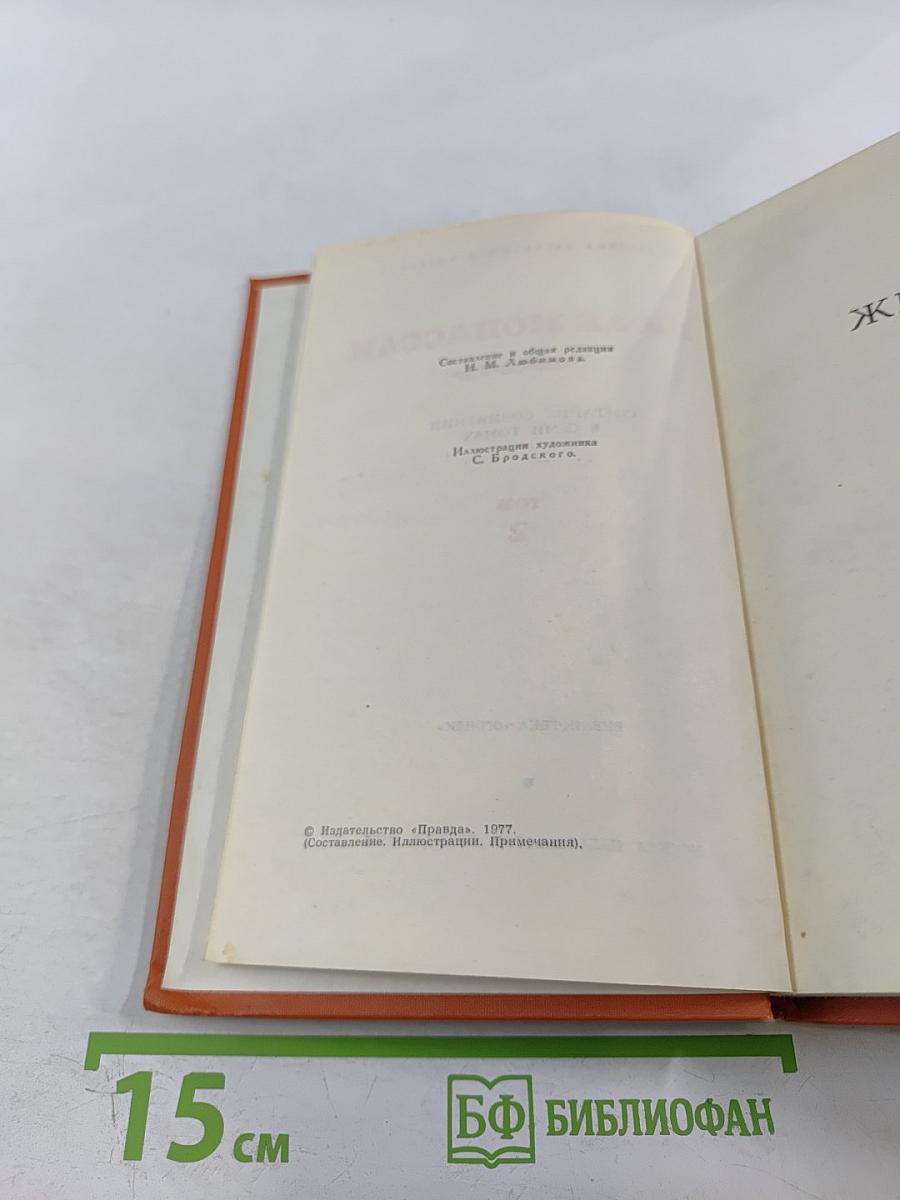 Составление и общая редакция
Н. М. Любимова.
Иллюстрации художника
С. Бродского.
© Издательство «Правда». 1977.
(Составление. Иллюстрации. Примечания).
Ж
15 см
БФ БИБЛИОФАН